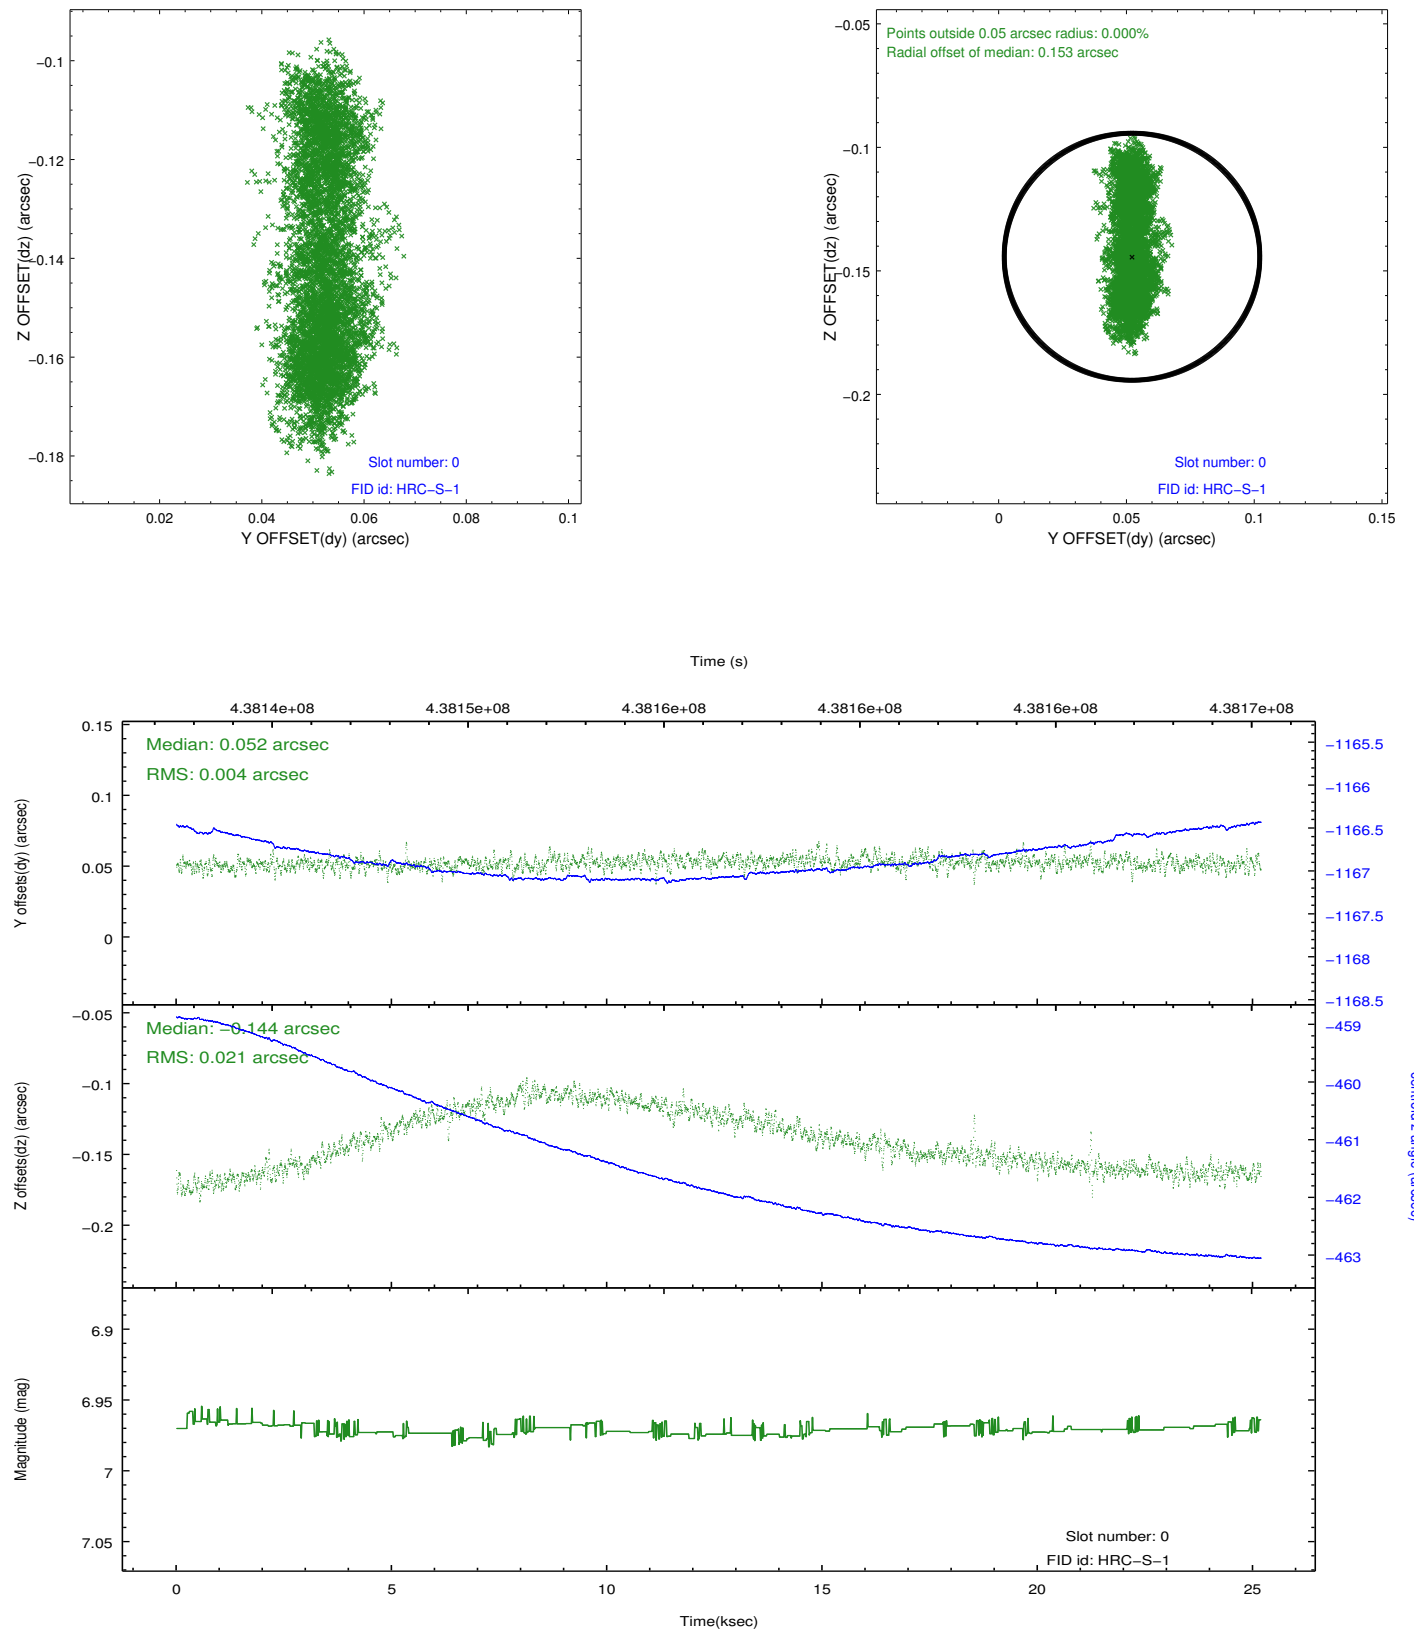 −0.1
−0.12
−0.14
−0.16
−0.18
Z OFFSET(dz) (arcsec)
0.02
0.04
0.06
0.08
0.1
Y OFFSET(dy) (arcsec)
Slot number: 0
FID id: HRC−S−1
Points outside 0.05 arcsec radius: 0.000%
Radial offset of median: 0.153 arcsec
−0.05
−0.1
−0.15
−0.2
Z OFFSET(dz) (arcsec)
0
0.05
0.1
0.15
Y OFFSET(dy) (arcsec)
Slot number: 0
FID id: HRC−S−1
Time (s)
4.3814e+08
4.3815e+08
4.3816e+08
4.3816e+08
4.3816e+08
4.3817e+08
0.15
0.1
0.05
0
Y offsets(dy) (arcsec)
Median: 0.052 arcsec
RMS: 0.004 arcsec
−1165.5
−1166
−1166.5
−1167
−1167.5
−1168
−1168.5
−0.05
−0.1
−0.15
−0.2
Z offsets(dz) (arcsec)
Median: −0.144 arcsec
RMS: 0.021 arcsec
−459
−460
−461
−462
−463
6.9
6.95
7
7.05
Magnitude (mag)
Slot number: 0
FID id: HRC−S−1
0
5
10
15
20
25
Time(ksec)